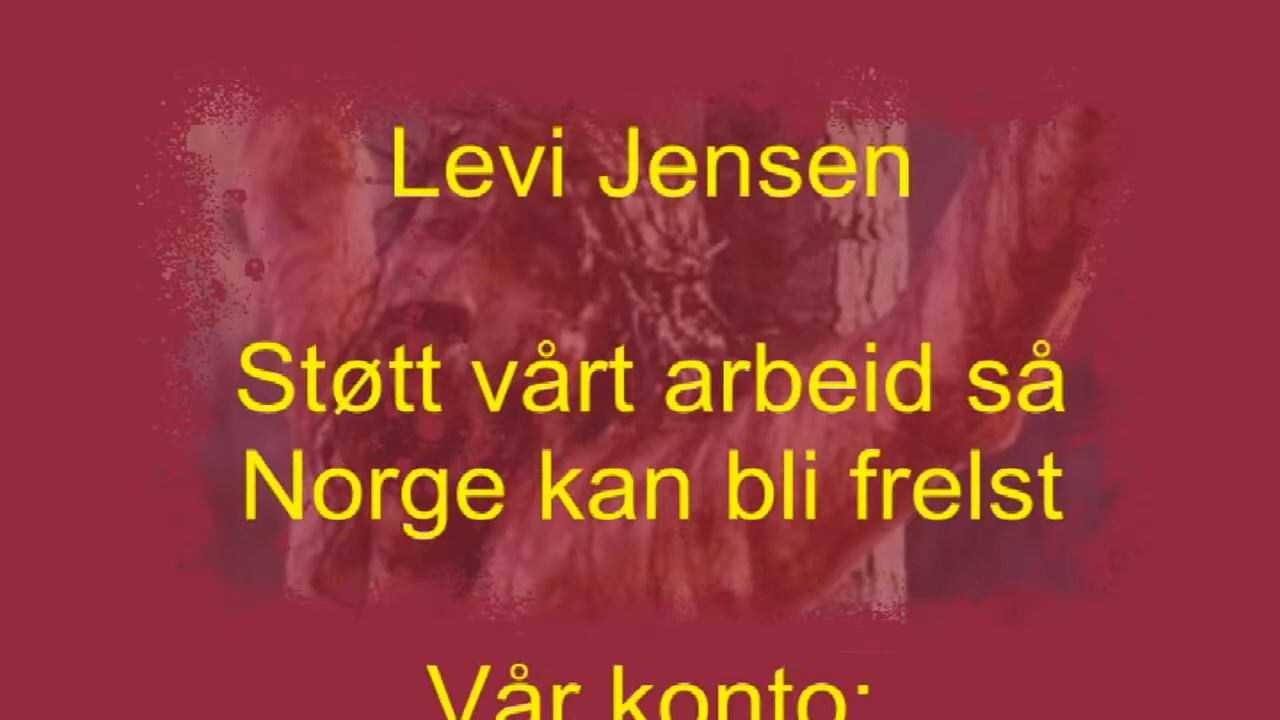 Levi Jensen
Støtt vårt arbeid så
Norge kan bli frelst
Vår konto: